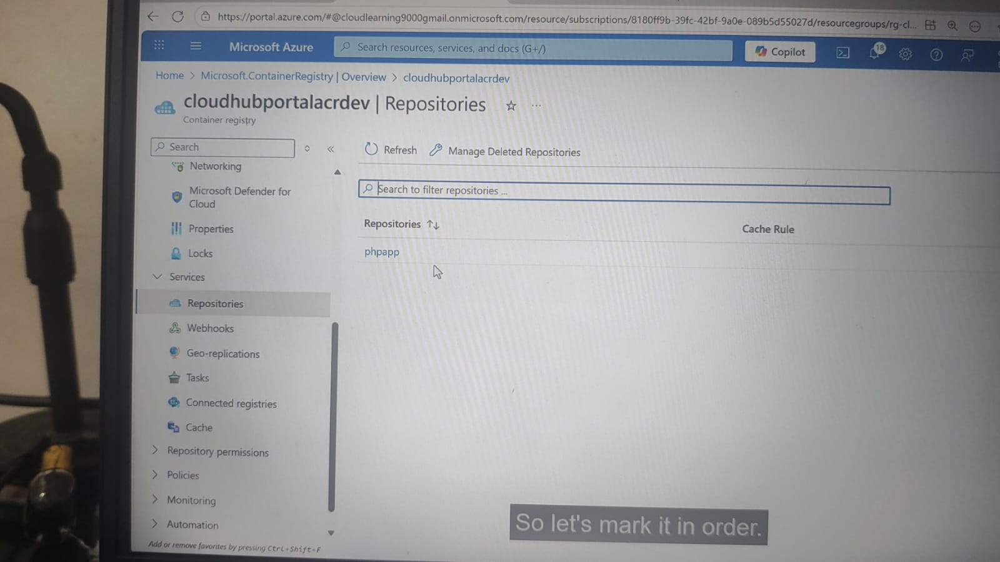 https://portal.azure.com/#@cloudlearning9000gmail.onmicrosoft.com/resource/subscriptions/8180ff9b-39fc-42bf-9a0e-089b5d55027d/resourcegroups/rg-cl...
Microsoft Azure
Search resources, services, and docs (G+/)
Copilot
18
Home > Microsoft.ContainerRegistry | Overview > cloudhubportalacrdev
cloudhubportalacrdev | Repositories
Container registry
Search
Refresh
Manage Deleted Repositories
Networking
Microsoft Defender for
Cloud
Properties
Locks
Services
Repositories
Webhooks
Geo-replications
Tasks
Connected registries
Cache
Repository permissions
Policies
Monitoring
Automation
Add or remove favorites by pressing Ctrl+Shift+F
Search to filter repositories ...
Repositories
Cache Rule
phpapp
So let's mark it in order.